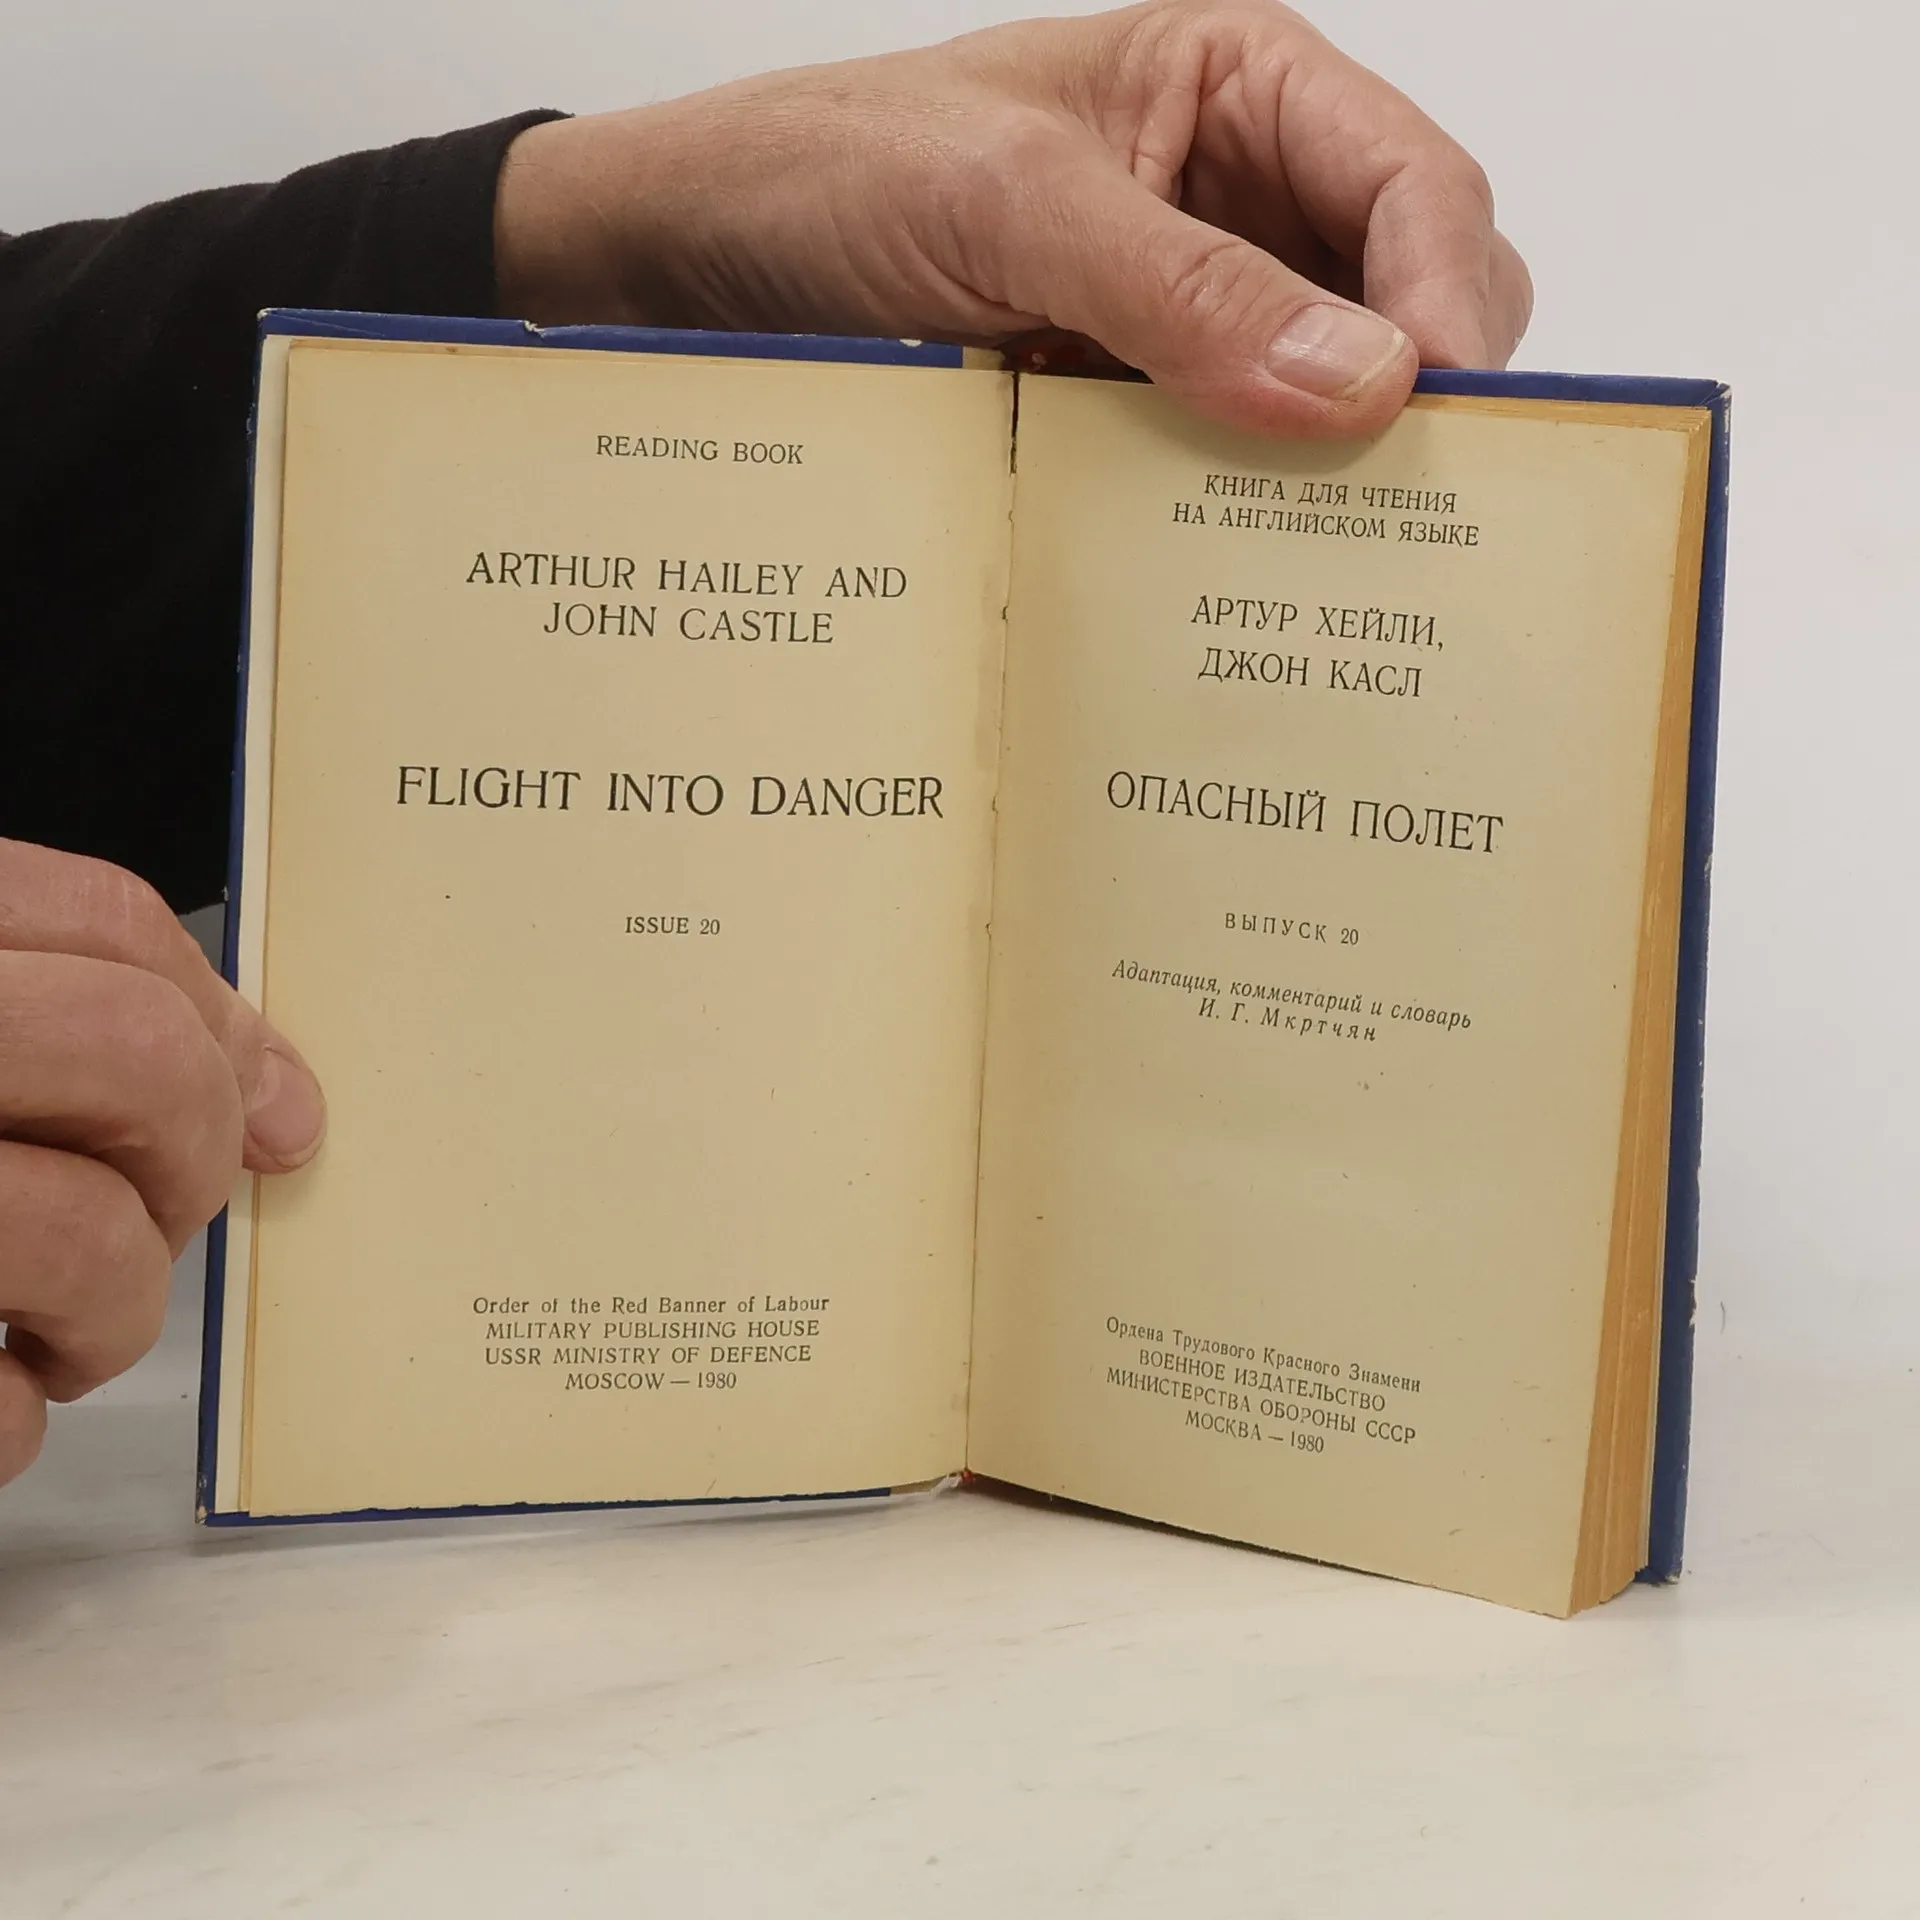 READING BOOK
ARTHUR HAILEY AND
JOHN CASTLE
FLIGHT INTO DANGER
ISSUE 20
Order of the Red Banner of Labour
MILITARY PUBLISHING HOUSE
USSR MINISTRY OF DEFENCE
MOSCOW — 1980
КНИГА ДЛЯ ЧТЕНИЯ
НА АНГЛИЙСКОМ ЯЗЫКЕ
АРТУР ХЕЙЛИ,
ДЖОН КАСЛ
ОПАСНЫЙ ПОЛЕТ
ВЫПУСК 20
Адаптация, комментарий и словарь
И. Г. Мкртчян
Ордена Трудового Красного Знамени
ВОЕННОЕ ИЗДАТЕЛЬСТВО
МИНИСТЕРСТВА ОБОРОНЫ СССР
МОСКВА — 1980